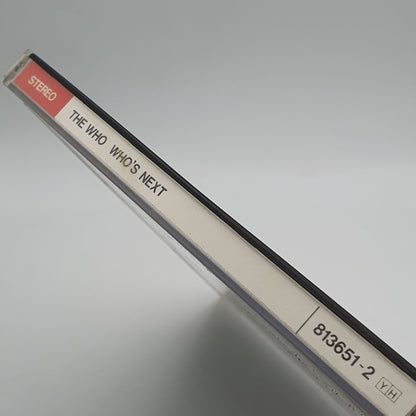 STEREO
THE WHO WHO'S NEXT
813651-2 YH